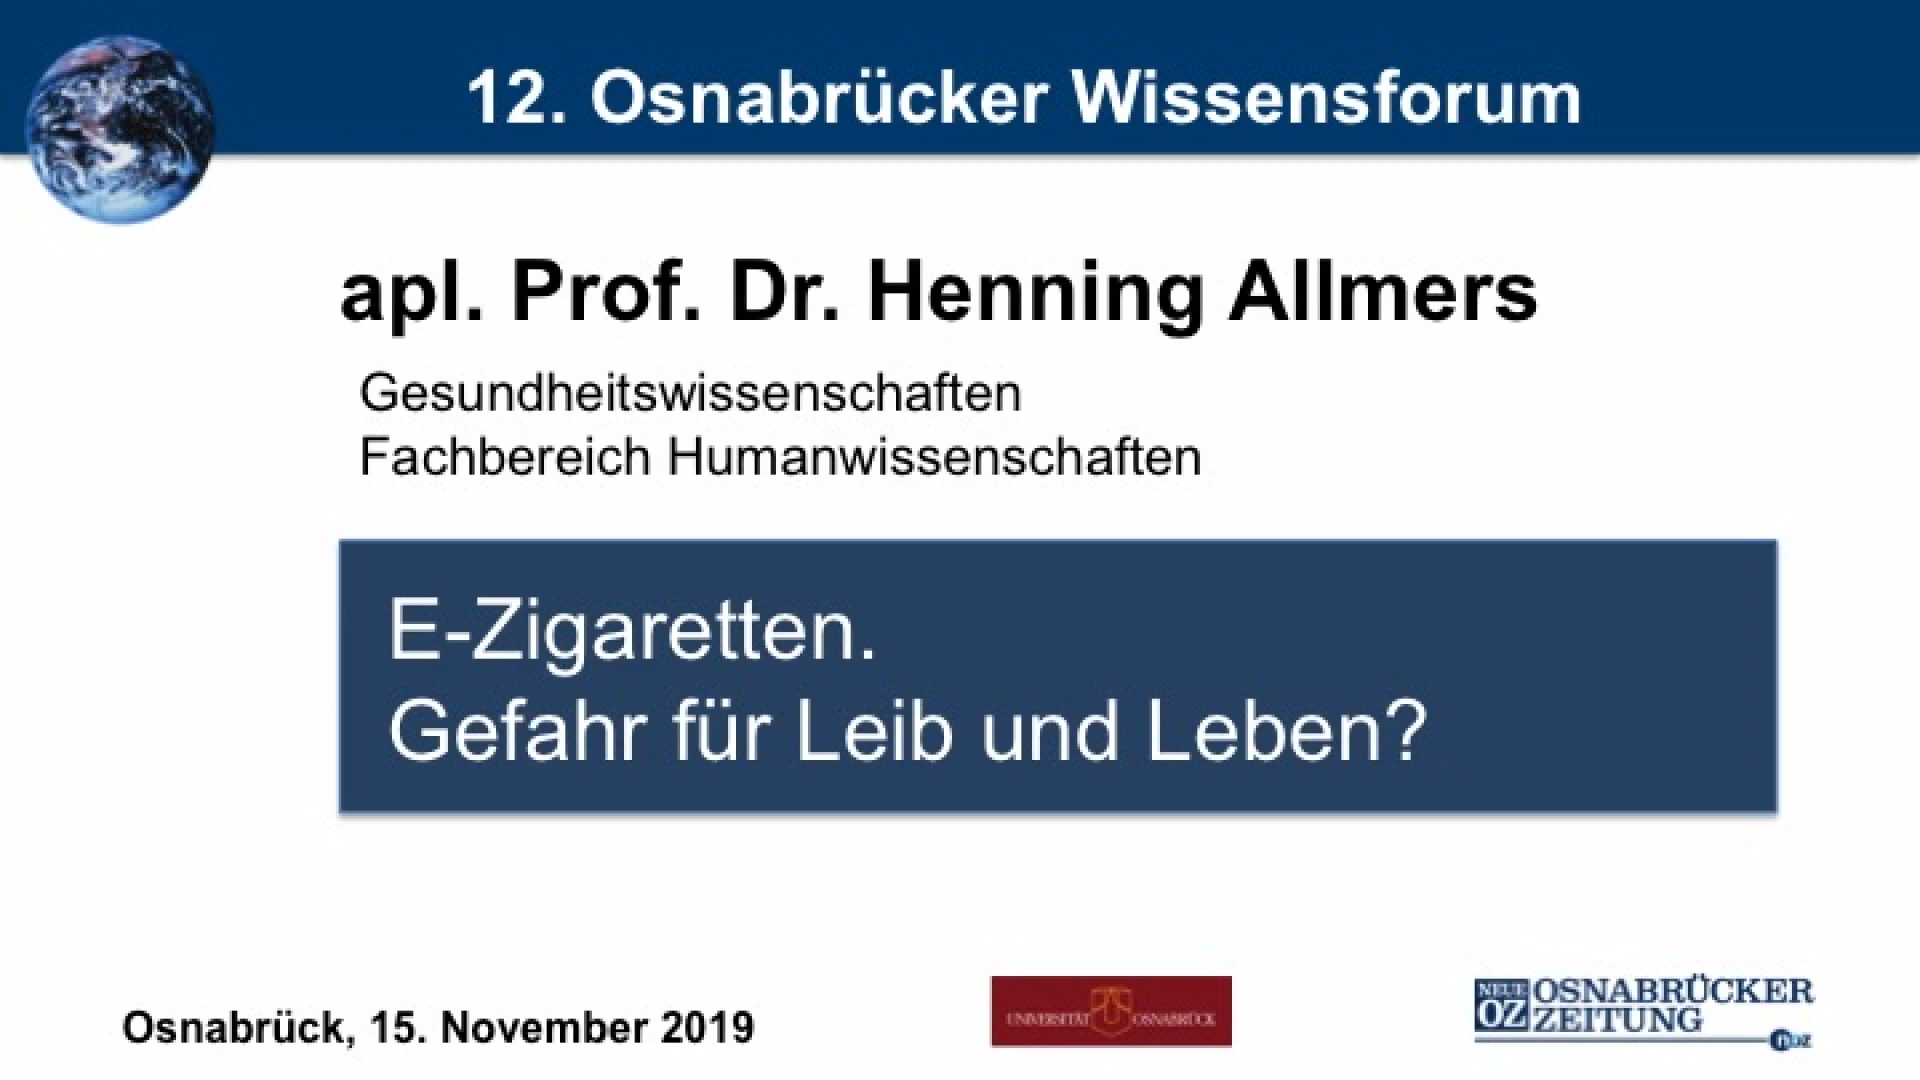 12. Osnabrücker Wissensforum
apl. Prof. Dr. Henning Allmers
Gesundheitswissenschaften
Fachbereich Humanwissenschaften
E-Zigaretten.
Gefahr für Leib und Leben?
Osnabrück, 15. November 2019
UNIVERSITÄT OSNABRÜCK
NEUE OZ OSNABRÜCKER
ZEITUNG
noz